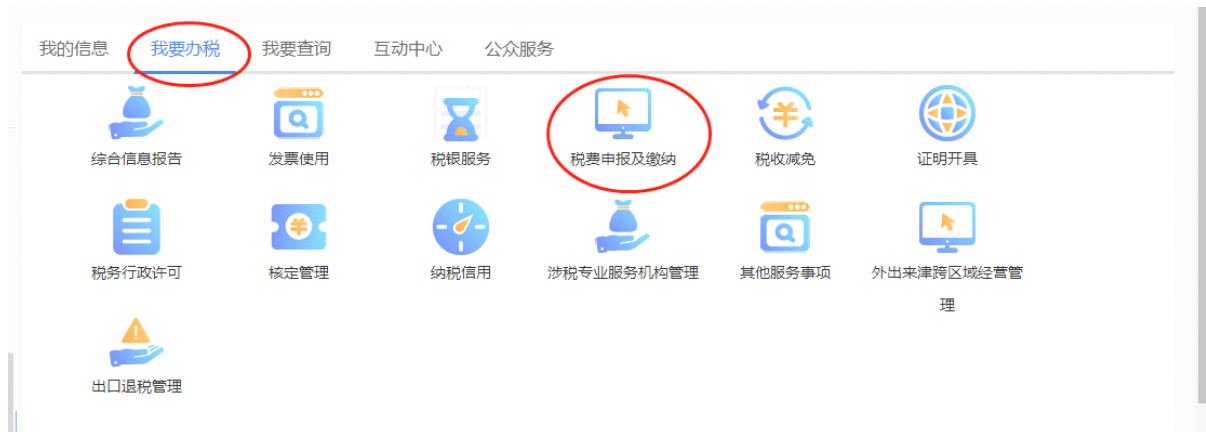 我的信息 我要办税 我要查询 互动中心 公众服务
综合信息报告 发票使用 税银服务 税费申报及缴纳 税收减免 证明开具
税务行政许可 核定管理 纳税信用 涉税专业服务机构管理 其他服务事项 外出来津跨区域经营管
理
出口退税管理